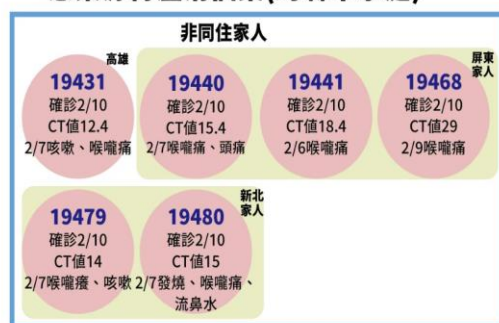 非同住家人
高雄
19431
確診2/10
CT值12.4
2/7咳嗽、喉嚨痛
19440
確診2/10
CT值15.4
2/7喉嚨痛、頭痛
19441
確診2/10
CT值18.4
2/6喉嚨痛
屏東
家人
19468
確診2/10
CT值29
2/9喉嚨痛
19479
確診2/10
CT值14
2/7喉嚨癢、咳嗽
新北
家人
19480
確診2/10
CT值15
2/7發燒、喉嚨痛、
流鼻水